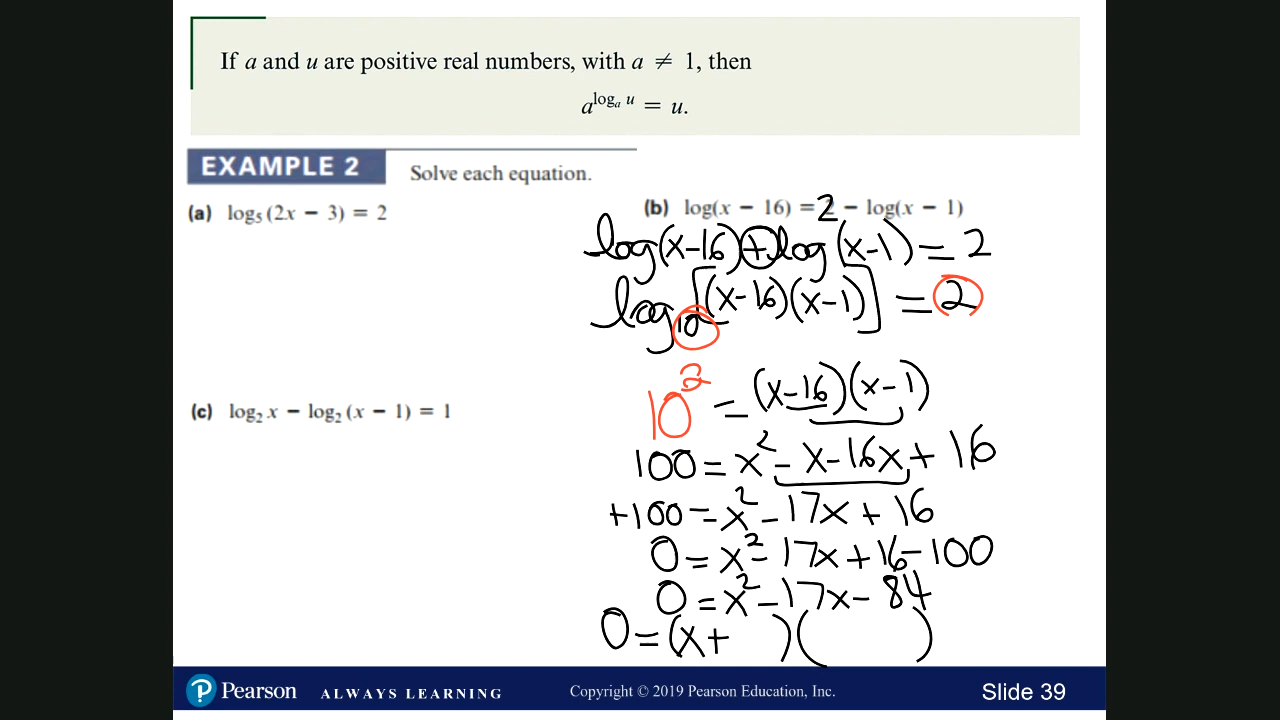 If a and u are positive real numbers, with a ≠ 1, then
a^{log_a u} = u.
EXAMPLE 2 Solve each equation.
(a) log₅(2x − 3) = 2
(b) log(x − 16) = 2 − log(x − 1)
log(x-16) + log(x-1) = 2
log₁₀[(x-16)(x-1)] = 2
10² = (x-16)(x-1)
(c) log₂ x − log₂ (x − 1) = 1
100 = x² - x - 16x + 16
+100 = x² - 17x + 16
0 = x² - 17x + 16 - 100
0 = x² - 17x - 84
0 = (x+ )( )
Pearson ALWAYS LEARNING Copyright © 2019 Pearson Education, Inc. Slide 39